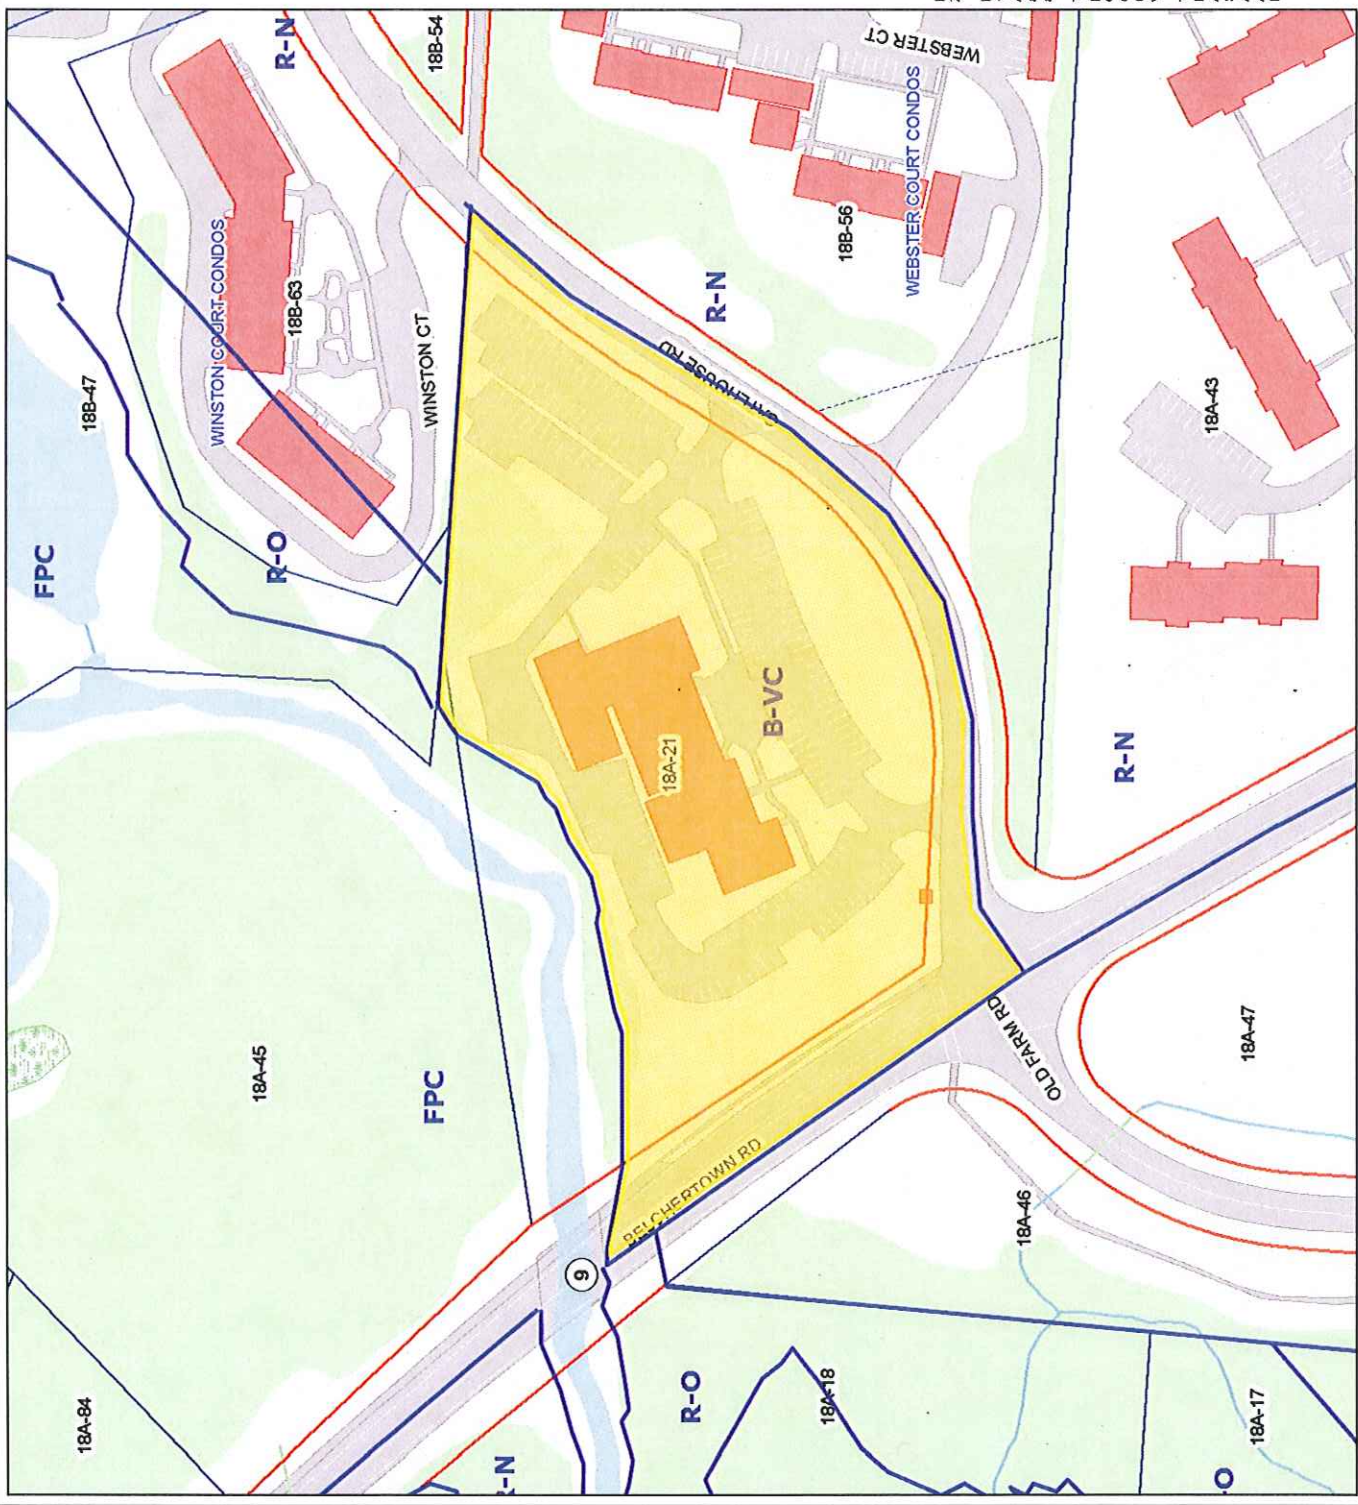 R-N
18B-54
WEBSTER CT
WINSTON COURT CONDOS
18B-63
18B-47
WINSTON CT
R-N
18B-56
WEBSTER COURT CONDOS
GATEHOUSE RD
18A-43
FPC
R-O
B-VC
18A-21
R-N
18A-45
FPC
OLD FARM RD
18A-47
BELCHERTOWN RD
9
18A-46
18A-84
R-N
R-O
18A-18
18A-17